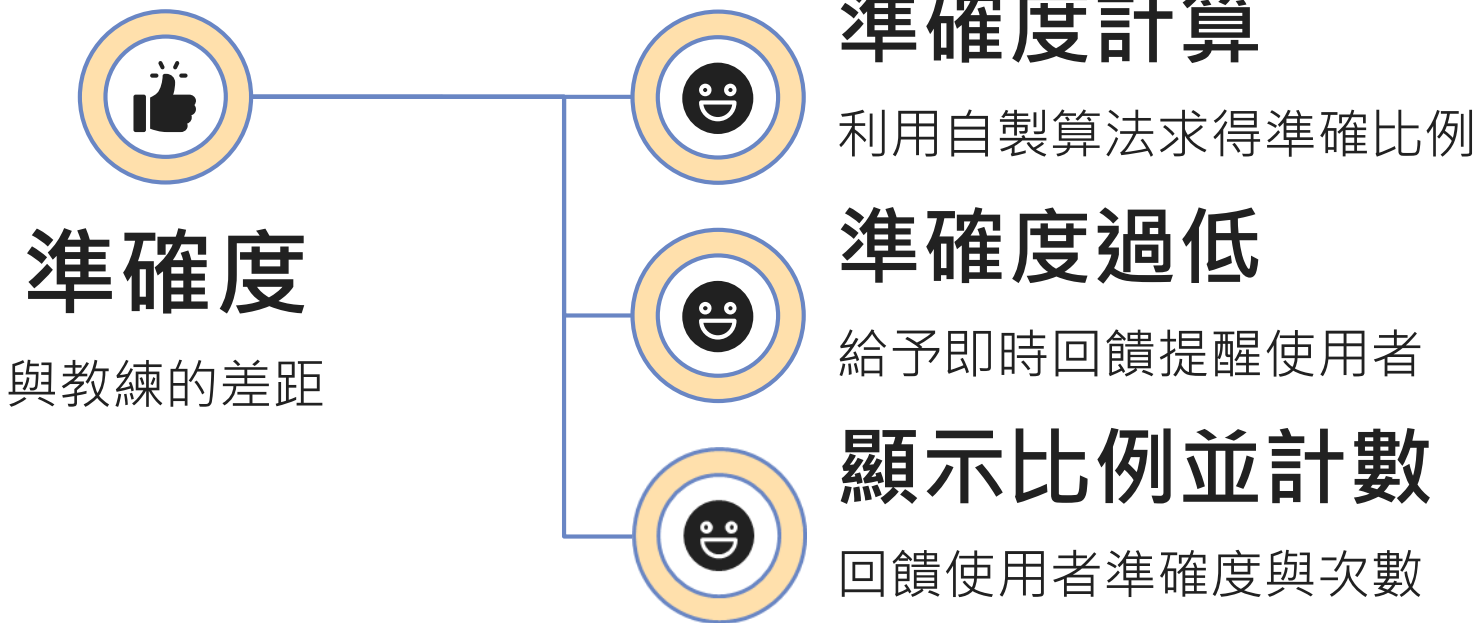 準確度
與教練的差距
準確度計算
利用自製算法求得準確比例
準確度過低
給予即時回饋提醒使用者
顯示比例並計數
回饋使用者準確度與次數